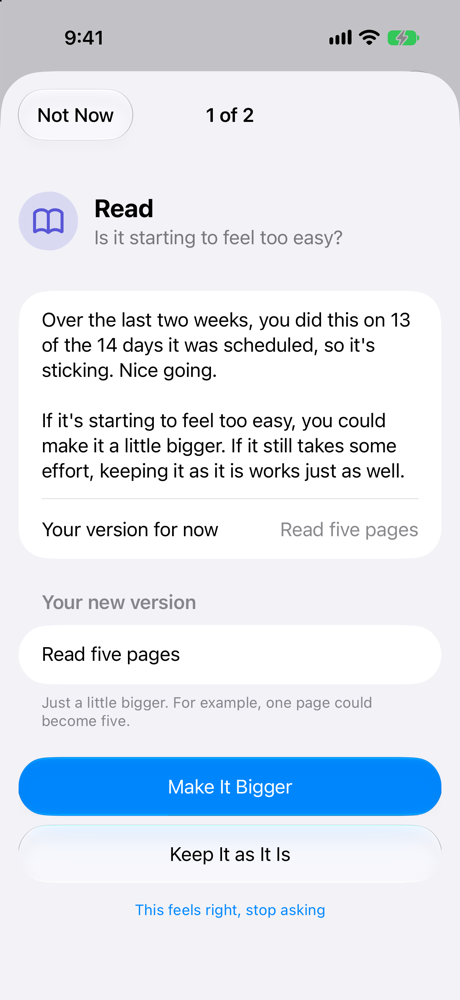 9:41
Not Now
1 of 2
Read
Is it starting to feel too easy?
Over the last two weeks, you did this on 13
of the 14 days it was scheduled, so it's
sticking. Nice going.
If it's starting to feel too easy, you could
make it a little bigger. If it still takes some
effort, keeping it as it is works just as well.
Your version for now
Read five pages
Your new version
Read five pages
Just a little bigger. For example, one page could
become five.
Make It Bigger
Keep It as It Is
This feels right, stop asking